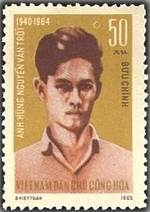 1940-1964
ANH HÙNG NGUYỄN VĂN TRỖI
50
XU
BƯU CHÍNH
VIỆT NAM DÂN CHỦ CỘNG HÒA
1965